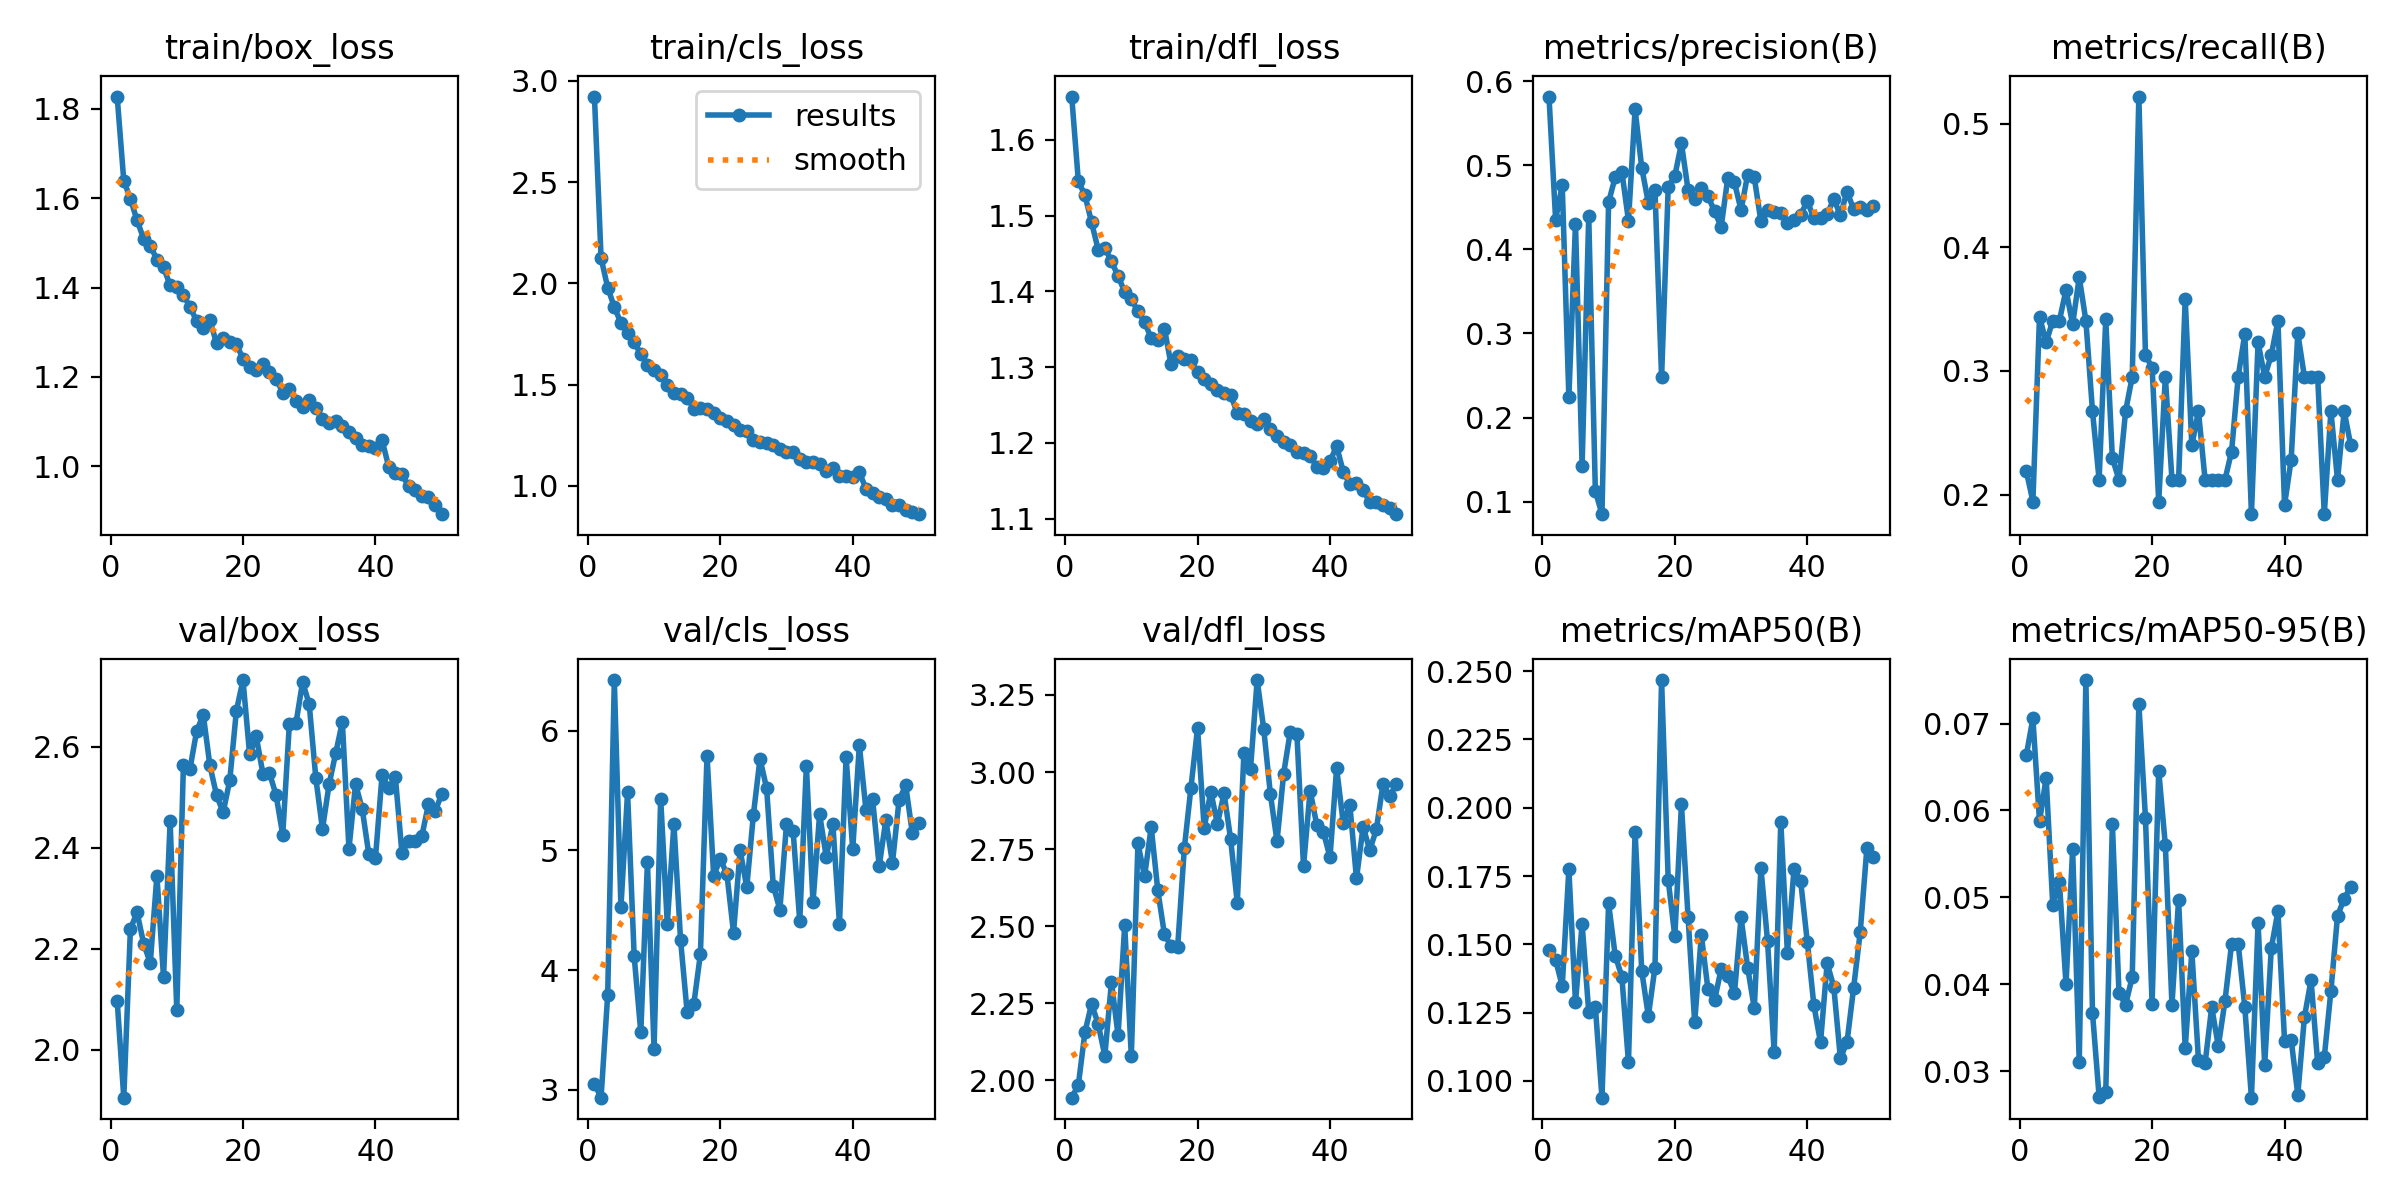 train/box_loss
1.8
1.6
1.4
1.2
1.0
0 20 40
train/cls_loss
results
smooth
3.0
2.5
2.0
1.5
1.0
0 20 40
train/dfl_loss
1.6
1.5
1.4
1.3
1.2
1.1
0 20 40
metrics/precision(B)
0.6
0.5
0.4
0.3
0.2
0.1
0 20 40
metrics/recall(B)
0.5
0.4
0.3
0.2
0 20 40
val/box_loss
2.6
2.4
2.2
2.0
0 20 40
val/cls_loss
6
5
4
3
0 20 40
val/dfl_loss
3.25
3.00
2.75
2.50
2.25
2.00
0 20 40
metrics/mAP50(B)
0.250
0.225
0.200
0.175
0.150
0.125
0.100
0 20 40
metrics/mAP50-95(B)
0.07
0.06
0.05
0.04
0.03
0 20 40